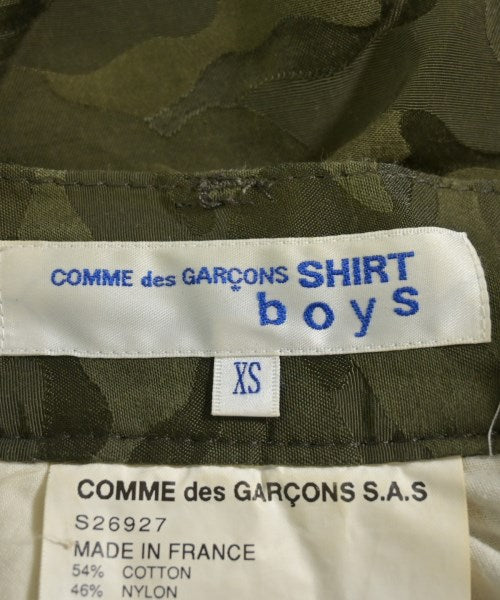 COMME des GARÇONS SHIRT
boys
XS
COMME des GARÇONS S.A.S
S26927
MADE IN FRANCE
54% COTTON
46% NYLON